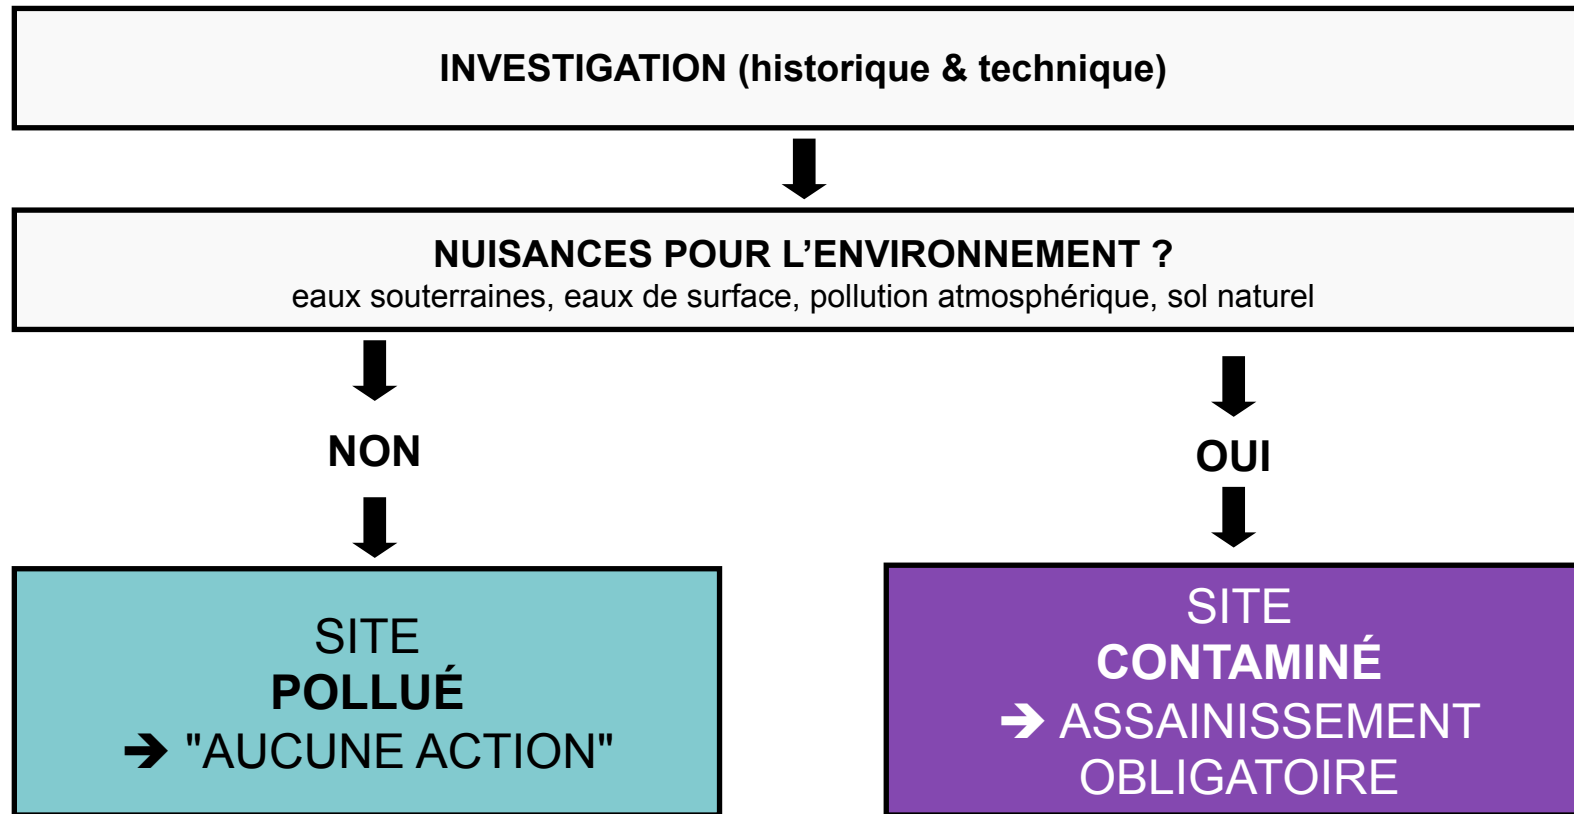 INVESTIGATION (historique & technique)
NUISANCES POUR L’ENVIRONNEMENT ?
eaux souterraines, eaux de surface, pollution atmosphérique, sol naturel
NON
OUI
SITE
POLLUÉ
➔ "AUCUNE ACTION"
SITE
CONTAMINÉ
➔ ASSAINISSEMENT
OBLIGATOIRE